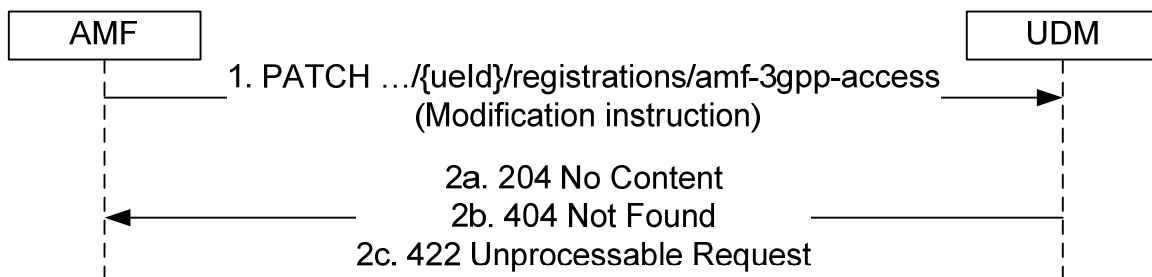 AMF
UDM
1. PATCH …/{ueId}/registrations/amf-3gpp-access
(Modification instruction)
2a. 204 No Content
2b. 404 Not Found
2c. 422 Unprocessable Request